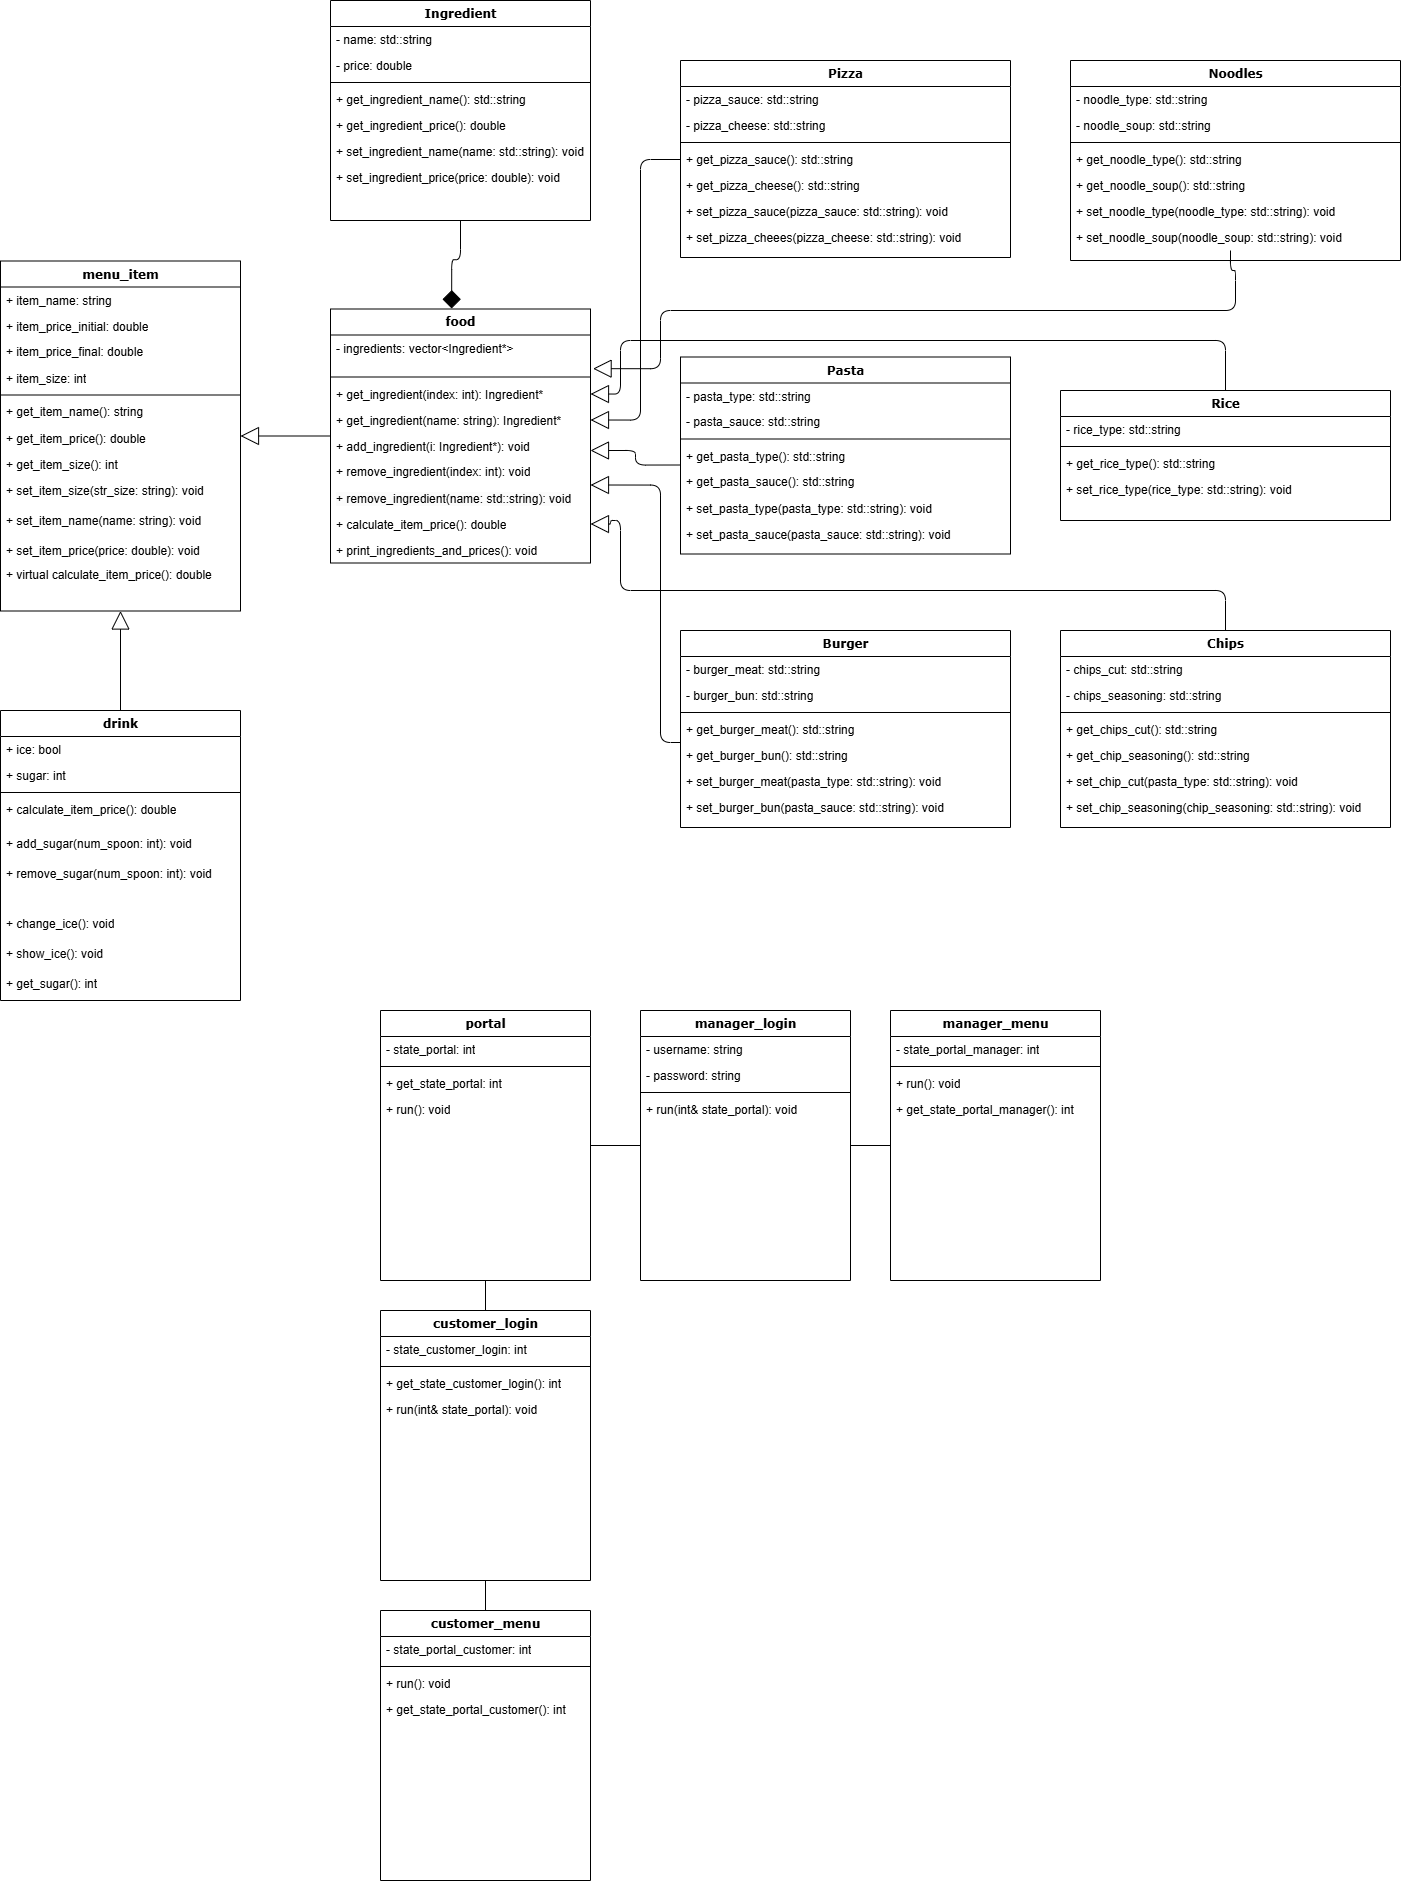 Ingredient
- name: std::string
- price: double
+ get_ingredient_name(): std::string
+ get_ingredient_price(): double
+ set_ingredient_name(name: std::string): void
+ set_ingredient_price(price: double): void
Pizza
- pizza_sauce: std::string
- pizza_cheese: std::string
+ get_pizza_sauce(): std::string
+ get_pizza_cheese(): std::string
+ set_pizza_sauce(pizza_sauce: std::string): void
+ set_pizza_cheees(pizza_cheese: std::string): void
Noodles
- noodle_type: std::string
- noodle_soup: std::string
+ get_noodle_type(): std::string
+ get_noodle_soup(): std::string
+ set_noodle_type(noodle_type: std::string): void
+ set_noodle_soup(noodle_soup: std::string): void
menu_item
+ item_name: string
+ item_price_initial: double
+ item_price_final: double
+ item_size: int
+ get_item_name(): string
+ get_item_price(): double
+ get_item_size(): int
+ set_item_size(str_size: string): void
+ set_item_name(name: string): void
+ set_item_price(price: double): void
+ virtual calculate_item_price(): double
food
- ingredients: vector<Ingredient*>
+ get_ingredient(index: int): Ingredient*
+ get_ingredient(name: string): Ingredient*
+ add_ingredient(i: Ingredient*): void
+ remove_ingredient(index: int): void
+ remove_ingredient(name: std::string): void
+ calculate_item_price(): double
+ print_ingredients_and_prices(): void
Pasta
- pasta_type: std::string
- pasta_sauce: std::string
+ get_pasta_type(): std::string
+ get_pasta_sauce(): std::string
+ set_pasta_type(pasta_type: std::string): void
+ set_pasta_sauce(pasta_sauce: std::string): void
Rice
- rice_type: std::string
+ get_rice_type(): std::string
+ set_rice_type(rice_type: std::string): void
Burger
- burger_meat: std::string
- burger_bun: std::string
+ get_burger_meat(): std::string
+ get_burger_bun(): std::string
+ set_burger_meat(pasta_type: std::string): void
+ set_burger_bun(pasta_sauce: std::string): void
Chips
- chips_cut: std::string
- chips_seasoning: std::string
+ get_chips_cut(): std::string
+ get_chip_seasoning(): std::string
+ set_chip_cut(pasta_type: std::string): void
+ set_chip_seasoning(chip_seasoning: std::string): void
drink
+ ice: bool
+ sugar: int
+ calculate_item_price(): double
+ add_sugar(num_spoon: int): void
+ remove_sugar(num_spoon: int): void
+ change_ice(): void
+ show_ice(): void
+ get_sugar(): int
portal
- state_portal: int
+ get_state_portal: int
+ run(): void
manager_login
- username: string
- password: string
+ run(int& state_portal): void
manager_menu
- state_portal_manager: int
+ run(): void
+ get_state_portal_manager(): int
customer_login
- state_customer_login: int
+ get_state_customer_login(): int
+ run(int& state_portal): void
customer_menu
- state_portal_customer: int
+ run(): void
+ get_state_portal_customer(): int